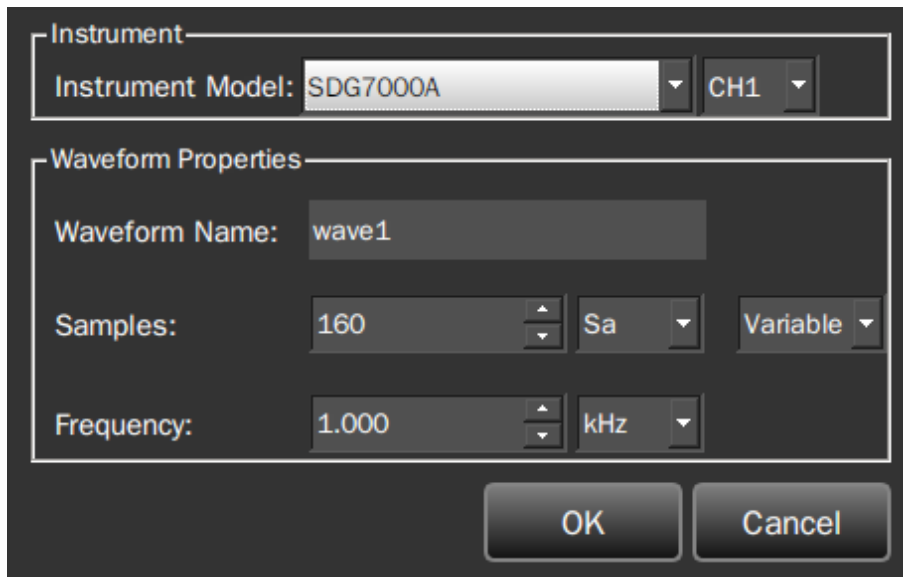 Instrument
Instrument Model: SDG7000A CH1
Waveform Properties
Waveform Name: wave1
Samples: 160 Sa Variable
Frequency: 1.000 kHz
OK Cancel